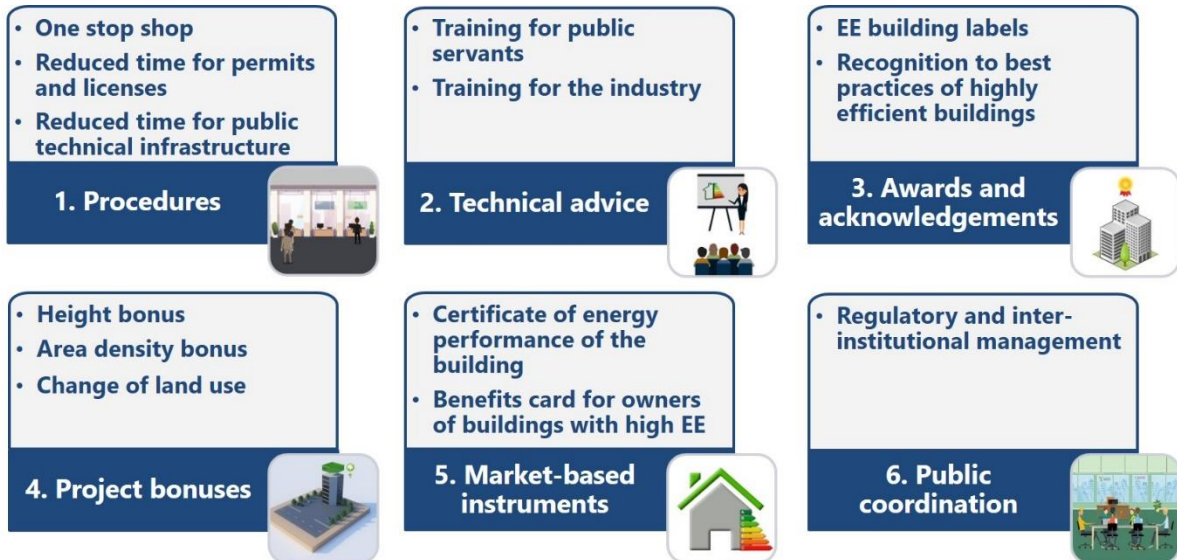 • One stop shop
• Reduced time for permits
and licenses
• Reduced time for public
technical infrastructure
1. Procedures
• Training for public
servants
• Training for the industry
2. Technical advice
• EE building labels
• Recognition to best
practices of highly
efficient buildings
3. Awards and
acknowledgements
• Height bonus
• Area density bonus
• Change of land use
4. Project bonuses
• Certificate of energy
performance of the
building
• Benefits card for owners
of buildings with high EE
5. Market-based
instruments
• Regulatory and inter-
institutional management
6. Public
coordination